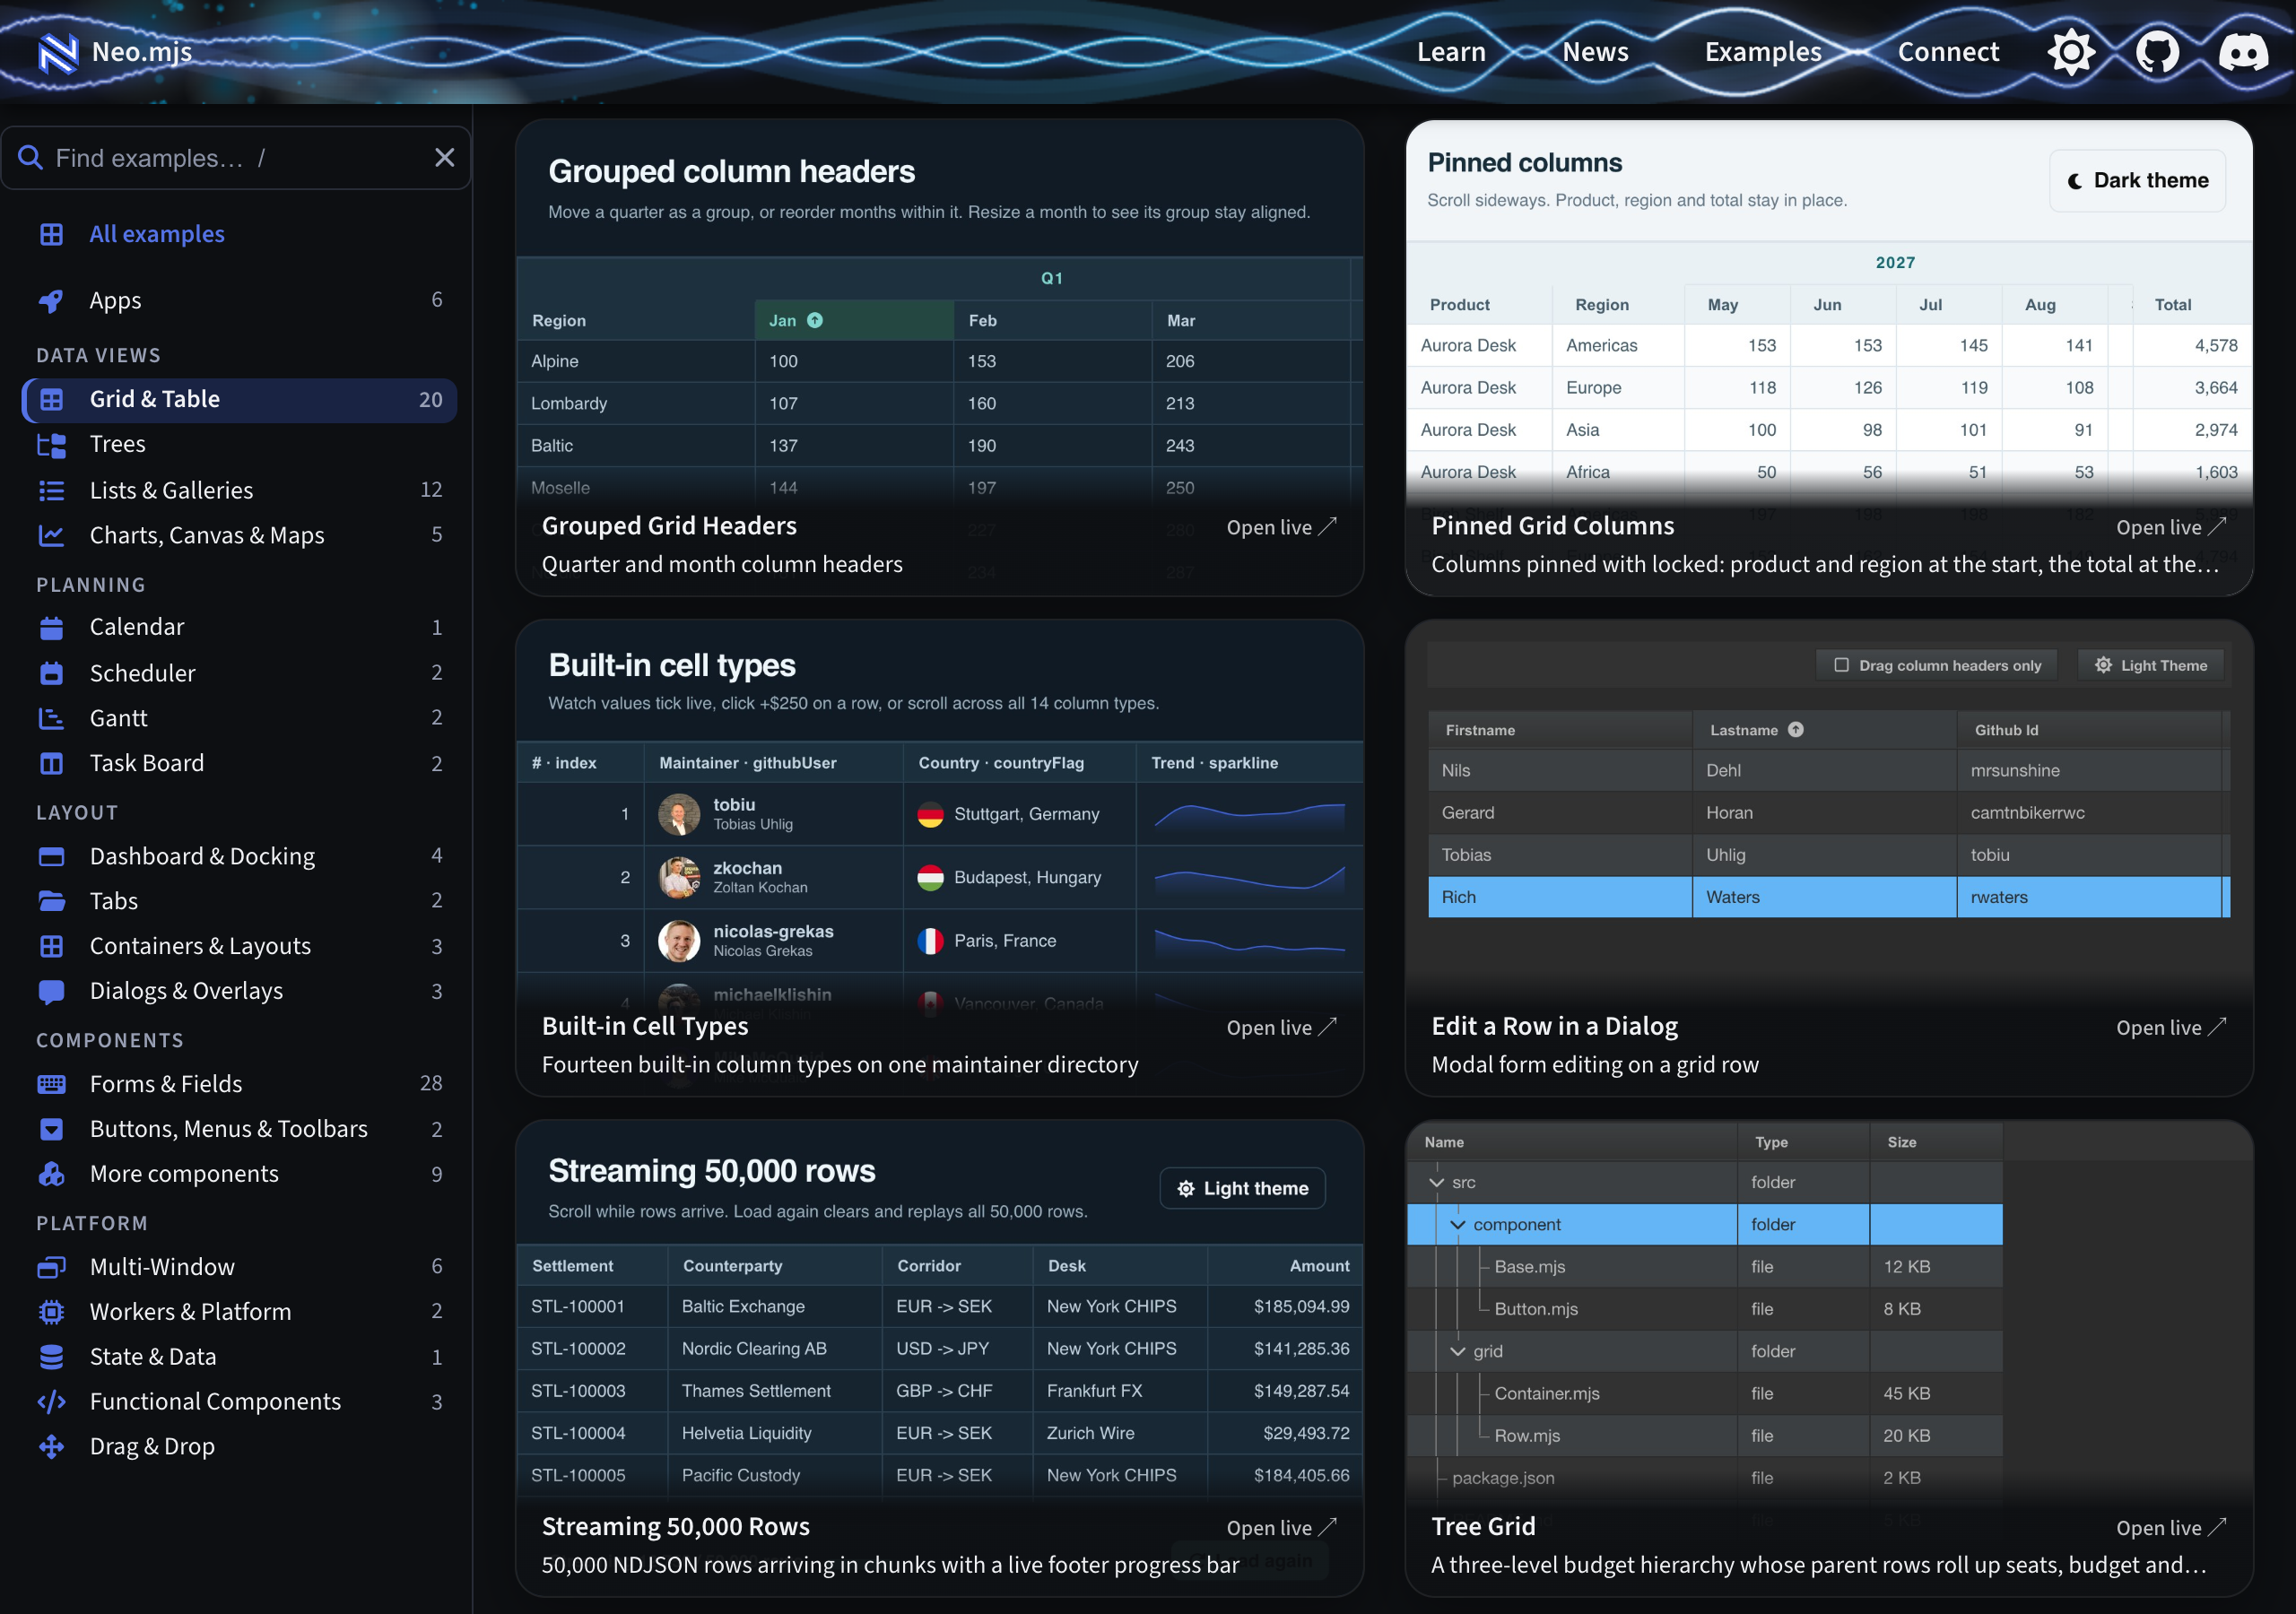 Neo.mjs
Learn
News
Examples
Connect
Find examples… /
All examples
Apps 6
DATA VIEWS
Grid & Table 20
Trees
Lists & Galleries 12
Charts, Canvas & Maps 5
PLANNING
Calendar 1
Scheduler 2
Gantt 2
Task Board 2
LAYOUT
Dashboard & Docking 4
Tabs 2
Containers & Layouts 3
Dialogs & Overlays 3
COMPONENTS
Forms & Fields 28
Buttons, Menus & Toolbars 2
More components 9
PLATFORM
Multi-Window 6
Workers & Platform 2
State & Data 1
Functional Components 3
Drag & Drop
Grouped column headers
Move a quarter as a group, or reorder months within it. Resize a month to see its group stay aligned.
Q1
Region Jan Feb Mar
Alpine 100 153 206
Lombardy 107 160 213
Baltic 137 190 243
Moselle 144 197 250
227 280
234 287
Grouped Grid Headers
Open live
Quarter and month column headers
Pinned columns
Dark theme
Scroll sideways. Product, region and total stay in place.
2027
Product Region May Jun Jul Aug Total
Aurora Desk Americas 153 153 145 141 4,578
Aurora Desk Europe 118 126 119 108 3,664
Aurora Desk Asia 100 98 101 91 2,974
Aurora Desk Africa 50 56 51 53 1,603
Pinned Grid Columns
Open live
Columns pinned with locked: product and region at the start, the total at the…
Built-in cell types
Watch values tick live, click +$250 on a row, or scroll across all 14 column types.
# · index Maintainer · githubUser Country · countryFlag Trend · sparkline
1 tobiu Stuttgart, Germany
Tobias Uhlig
2 zkochan Budapest, Hungary
Zoltan Kochan
3 nicolas-grekas Paris, France
Nicolas Grekas
4 michaelklishin Vancouver, Canada
Built-in Cell Types
Open live
Fourteen built-in column types on one maintainer directory
Drag column headers only
Light Theme
Firstname Lastname Github Id
Nils Dehl mrsunshine
Gerard Horan camtnbikerrwc
Tobias Uhlig tobiu
Rich Waters rwaters
Edit a Row in a Dialog
Open live
Modal form editing on a grid row
Streaming 50,000 rows
Light theme
Scroll while rows arrive. Load again clears and replays all 50,000 rows.
Settlement Counterparty Corridor Desk Amount
STL-100001 Baltic Exchange EUR -> SEK New York CHIPS $185,094.99
STL-100002 Nordic Clearing AB USD -> JPY New York CHIPS $141,285.36
STL-100003 Thames Settlement GBP -> CHF Frankfurt FX $149,287.54
STL-100004 Helvetia Liquidity EUR -> SEK Zurich Wire $29,493.72
STL-100005 Pacific Custody EUR -> SEK New York CHIPS $184,405.66
Streaming 50,000 Rows
Open live
50,000 NDJSON rows arriving in chunks with a live footer progress bar
Name Type Size
src folder
component folder
Base.mjs file 12 KB
Button.mjs file 8 KB
grid folder
Container.mjs file 45 KB
Row.mjs file 20 KB
package.json file 2 KB
Tree Grid
Open live
A three-level budget hierarchy whose parent rows roll up seats, budget and…